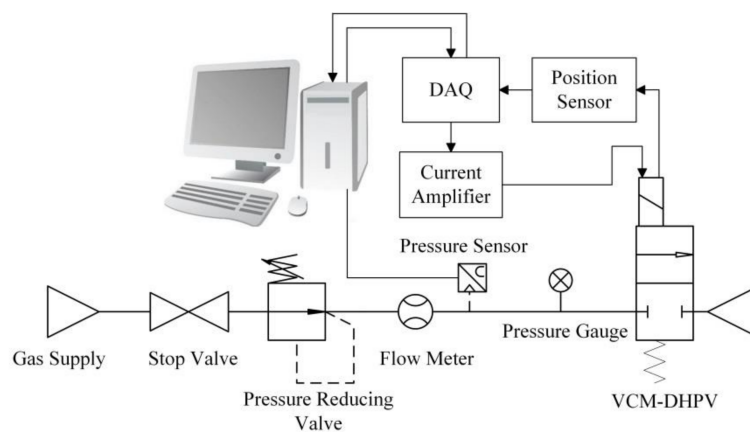 DAQ
Position
Sensor
Current
Amplifier
Pressure Sensor
C
Gas Supply
Stop Valve
Pressure Reducing
Valve
Flow Meter
Pressure Gauge
VCM-DHPV